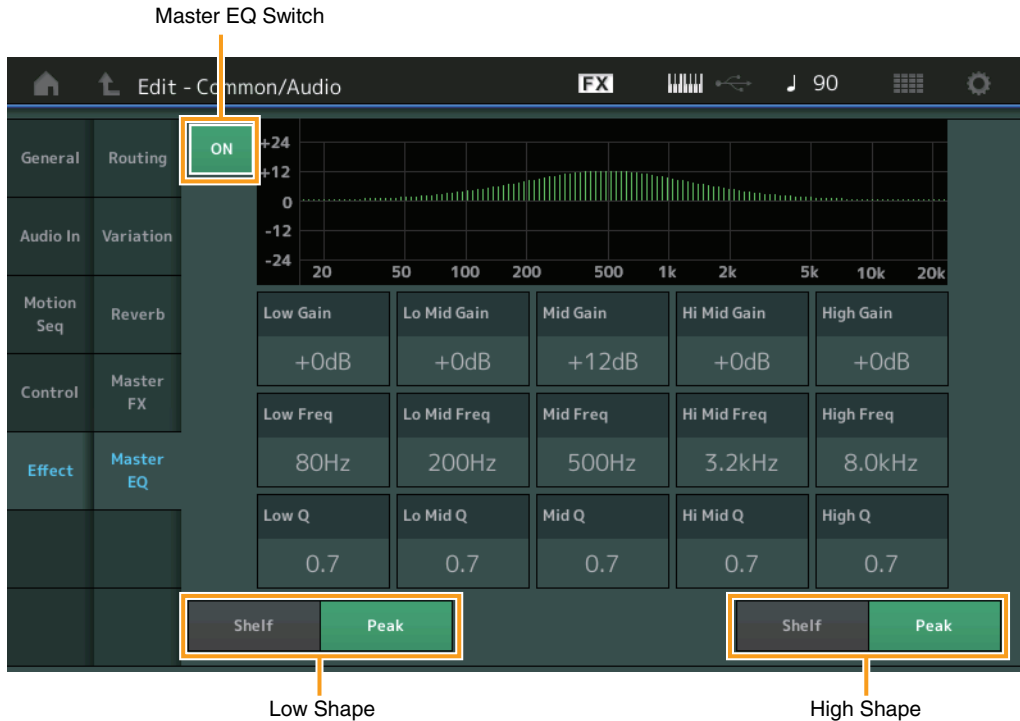 Master EQ Switch
Edit - Common/Audio
FX
90
General
Routing
ON
Audio In
Variation
Motion
Seq
Reverb
Control
Master
FX
Effect
Master
EQ
+24
+12
0
-12
-24
20 50 100 200 500 1k 2k 5k 10k 20k
Low Gain Lo Mid Gain Mid Gain Hi Mid Gain High Gain
+0dB +0dB +12dB +0dB +0dB
Low Freq Lo Mid Freq Mid Freq Hi Mid Freq High Freq
80Hz 200Hz 500Hz 3.2kHz 8.0kHz
Low Q Lo Mid Q Mid Q Hi Mid Q High Q
0.7 0.7 0.7 0.7 0.7
Shelf Peak Shelf Peak
Low Shape High Shape